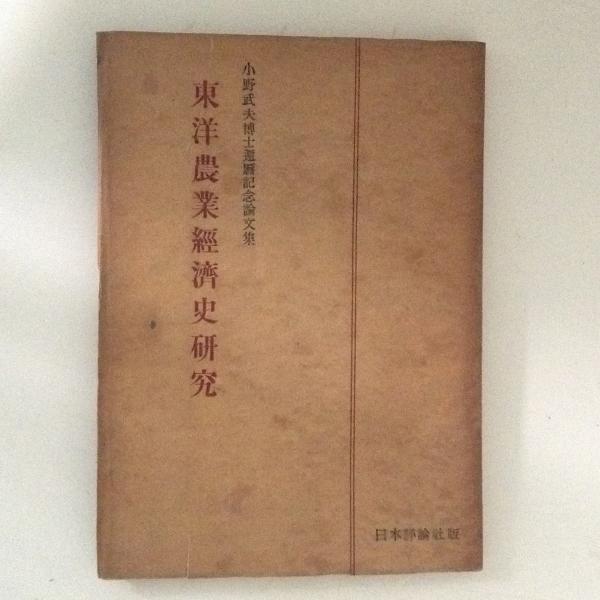 小野武夫博士還曆記念論文集
東洋農業經濟史研究
日本評論社版